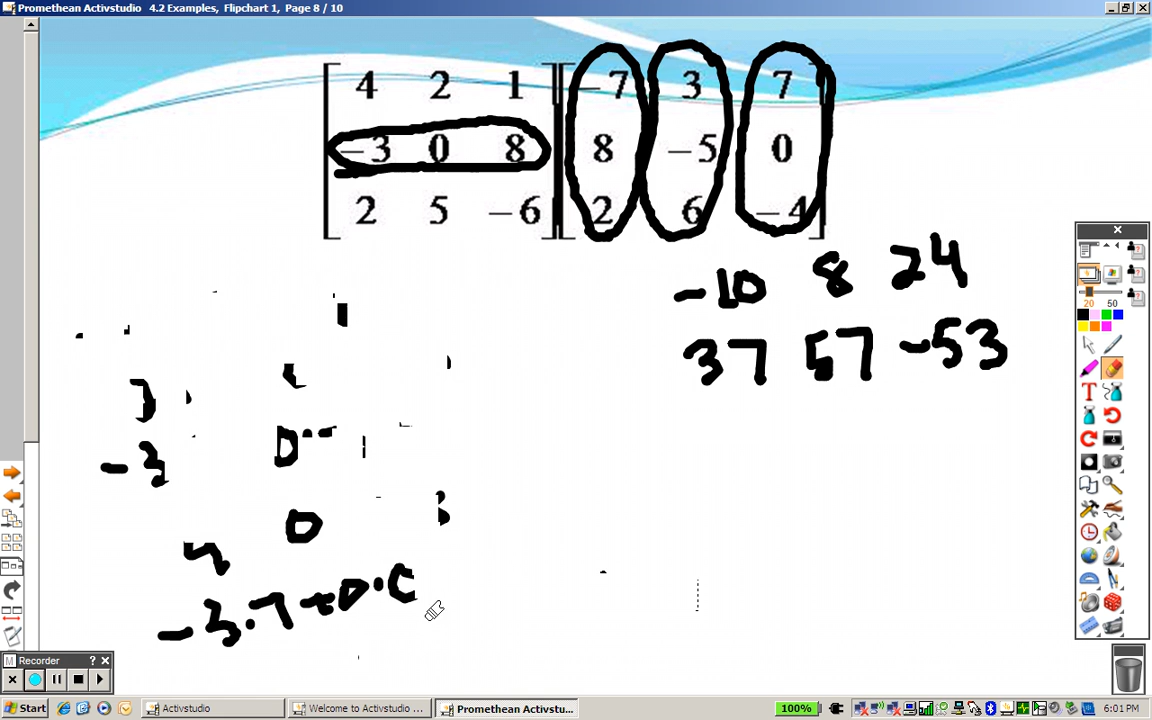 Promethean Activstudio 4.2 Examples, Flipchart 1, Page 8 / 10
4 2 1 -7 3 7
-3 0 8 8 -5 0
2 5 -6 2 6 -4
-10 8 24
37 57 -53
-3
0
-3·7+0·
20 50
T
M Recorder ? ×
Start Activstudio Welcome to Activstudio ... Promethean Activstu... 100% 6:01 PM